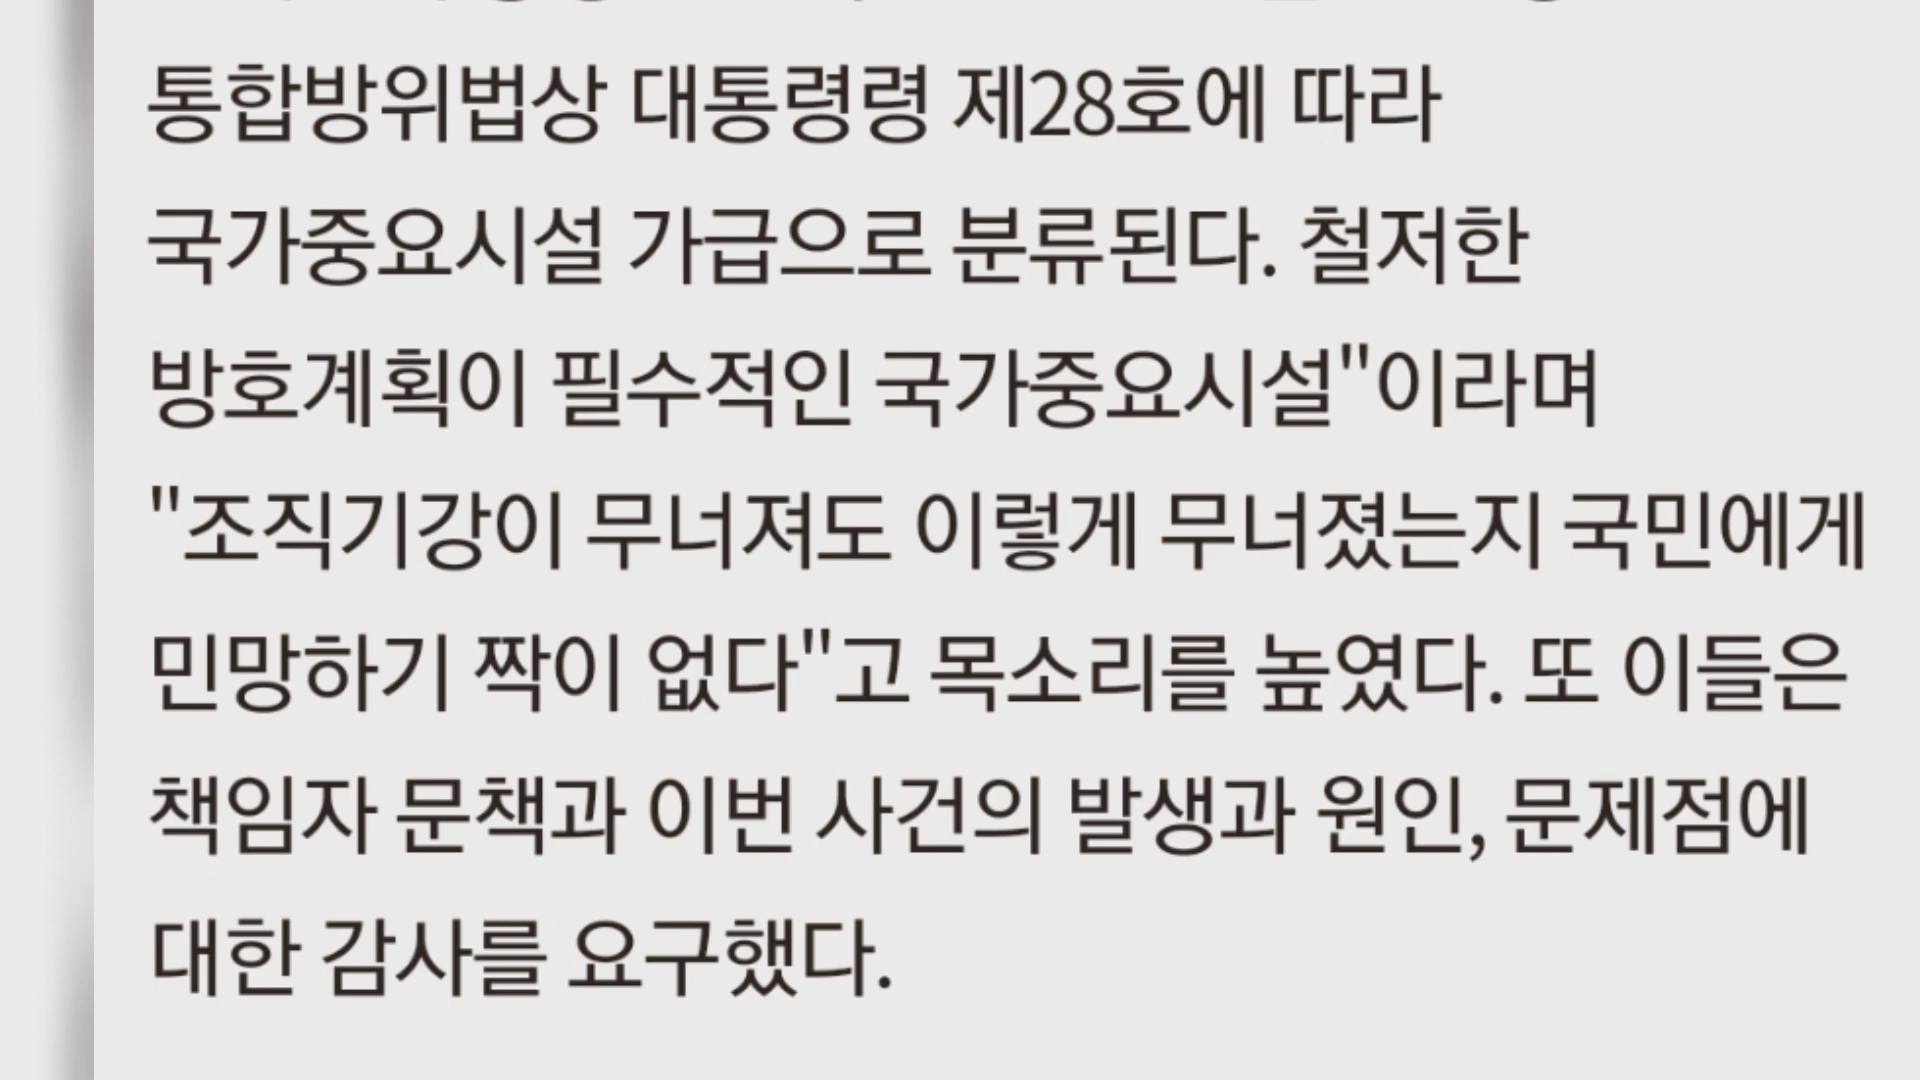 통합방위법상 대통령령 제28호에 따라
국가중요시설 가급으로 분류된다. 철저한
방호계획이 필수적인 국가중요시설"이라며
"조직기강이 무너져도 이렇게 무너졌는지 국민에게
민망하기 짝이 없다"고 목소리를 높였다. 또 이들은
책임자 문책과 이번 사건의 발생과 원인, 문제점에
대한 감사를 요구했다.